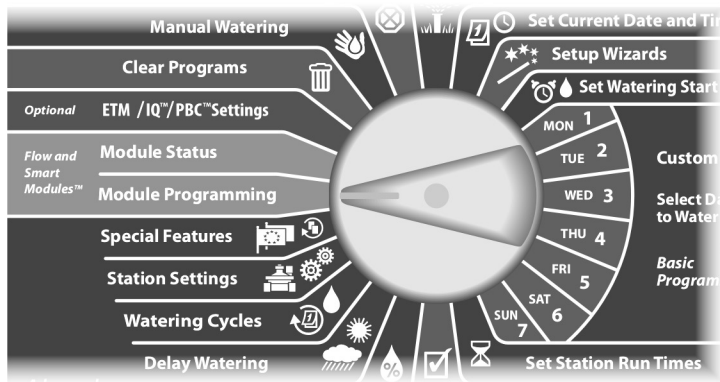 Manual Watering
Clear Programs
Optional
ETM /IQ™/PBC™Settings
Flow and
Smart
Modules™
Module Status
Module Programming
Special Features
Station Settings
Watering Cycles
Delay Watering
Set Current Date and
Setup Wizards
Set Watering Start
MON 1
TUE 2
WED 3
THU 4
FRI 5
SAT 6
SUN 7
Custom
Select
to Water
Basic
Program
%
Set Station Run Times